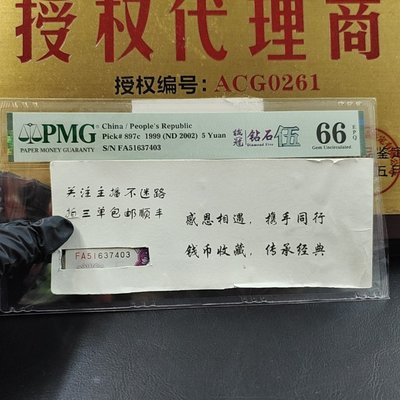 授权代理商
授权编号：ACG0261
PMG
PAPER MONEY GUARANTY
China / People's Republic
Pick# 897c 1999 (ND 2002) 5 Yuan
S/N FA51637403
钻石伍
Diamond Five
66 EPQ
Gem Uncirculated
关注主播不迷路
拍三单包邮顺丰
感恩相遇，携手同行
钱币收藏，传承经典
FA51637403